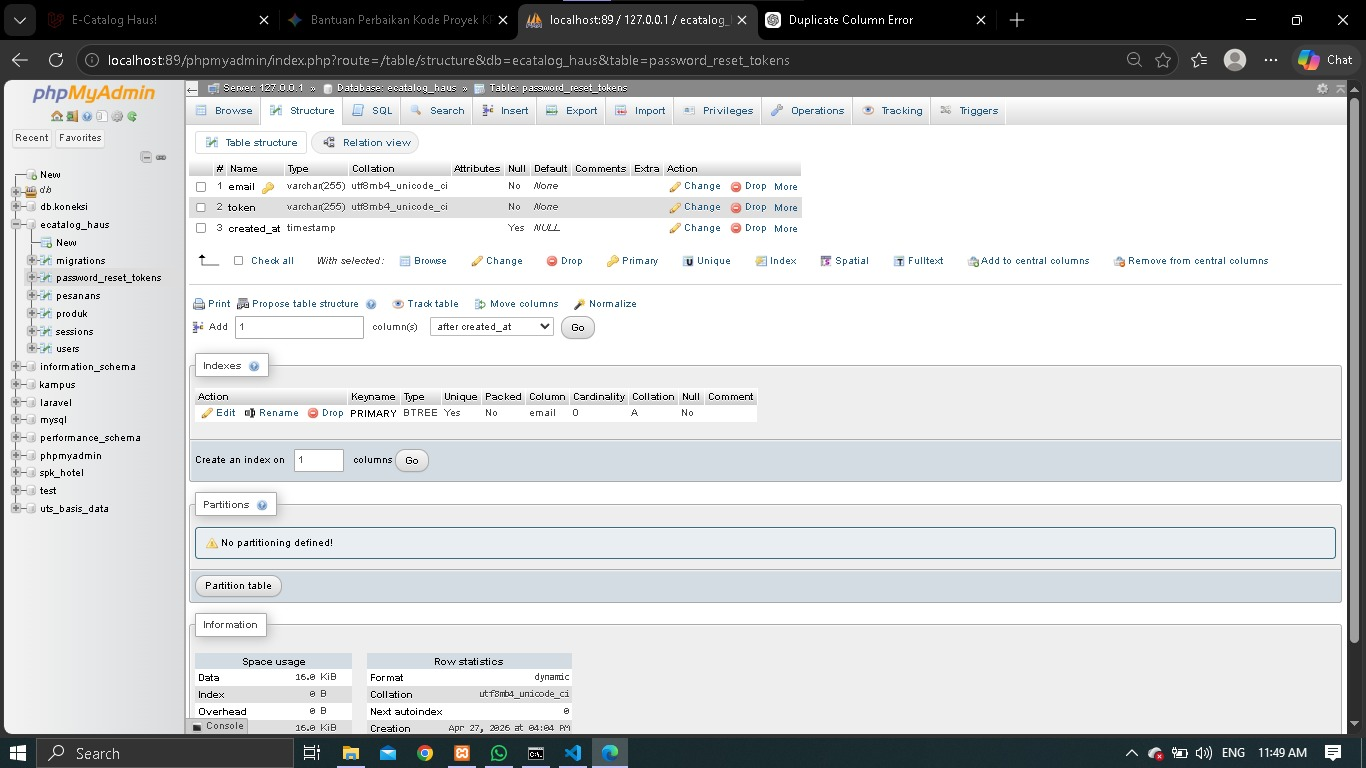 E-Catalog Haus!
Bantuan Perbaikan Kode Proyek K
localhost:89 / 127.0.0.1 / ecatalog_
Duplicate Column Error
localhost:89/phpmyadmin/index.php?route=/table/structure&db=ecatalog_haus&table=password_reset_tokens
Chat
phpMyAdmin
Recent Favorites
New
db
db.koneksi
ecatalog_haus
New
migrations
password_reset_tokens
pesanans
produk
sessions
users
information_schema
kampus
laravel
mysql
performance_schema
phpmyadmin
spk_hotel
test
uts_basis_data
Server: 127.0.0.1 » Database: ecatalog_haus » Table: password_reset_tokens
Browse Structure SQL Search Insert Export Import Privileges Operations Tracking Triggers
Table structure Relation view
# Name Type Collation Attributes Null Default Comments Extra Action
1 email varchar(255) utf8mb4_unicode_ci No None Change Drop More
2 token varchar(255) utf8mb4_unicode_ci No None Change Drop More
3 created_at timestamp Yes NULL Change Drop More
Check all With selected: Browse Change Drop Primary Unique Index Spatial Fulltext Add to central columns Remove from central columns
Print Propose table structure Track table Move columns Normalize
Add 1 column(s) after created_at Go
Indexes
Action Keyname Type Unique Packed Column Cardinality Collation Null Comment
Edit Rename Drop PRIMARY BTREE Yes No email 0 A No
Create an index on 1 columns Go
Partitions
No partitioning defined!
Partition table
Information
Space usage
Data 16.0 KiB
Index 0 B
Overhead 0 B
16.0 KiB
Row statistics
Format dynamic
Collation utf8mb4_unicode_ci
Next autoindex 0
Creation Apr 27, 2026 at 04:04 PM
Console
Search
ENG 11:49 AM